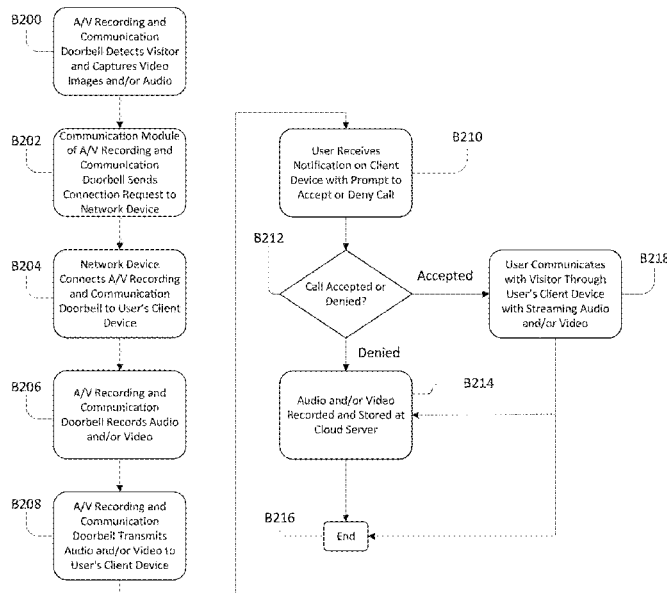 B200
A/V Recording and
Communication
Doorbell Detects Visitor
and Captures Video
Images and/or Audio
B202
Communication Module
of A/V Recording and
Communication
Doorbell Sends
Connection Request to
Network Device
B204
Network Device
Connects A/V Recording
and Communication
Doorbell to User's Client
Device
B206
A/V Recording and
Communication
Doorbell Records Audio
and/or Video
B208
A/V Recording and
Communication
Doorbell Transmits
Audio and/or Video to
User's Client Device
B210
User Receives
Notification on Client
Device with Prompt to
Accept or Deny Call
B212
Call Accepted or
Denied?
Accepted
Denied
B218
User Communicates
with Visitor Through
User's Client Device
with Streaming Audio
and/or Video
B214
Audio and/or Video
Recorded and Stored at
Cloud Server
B216
End